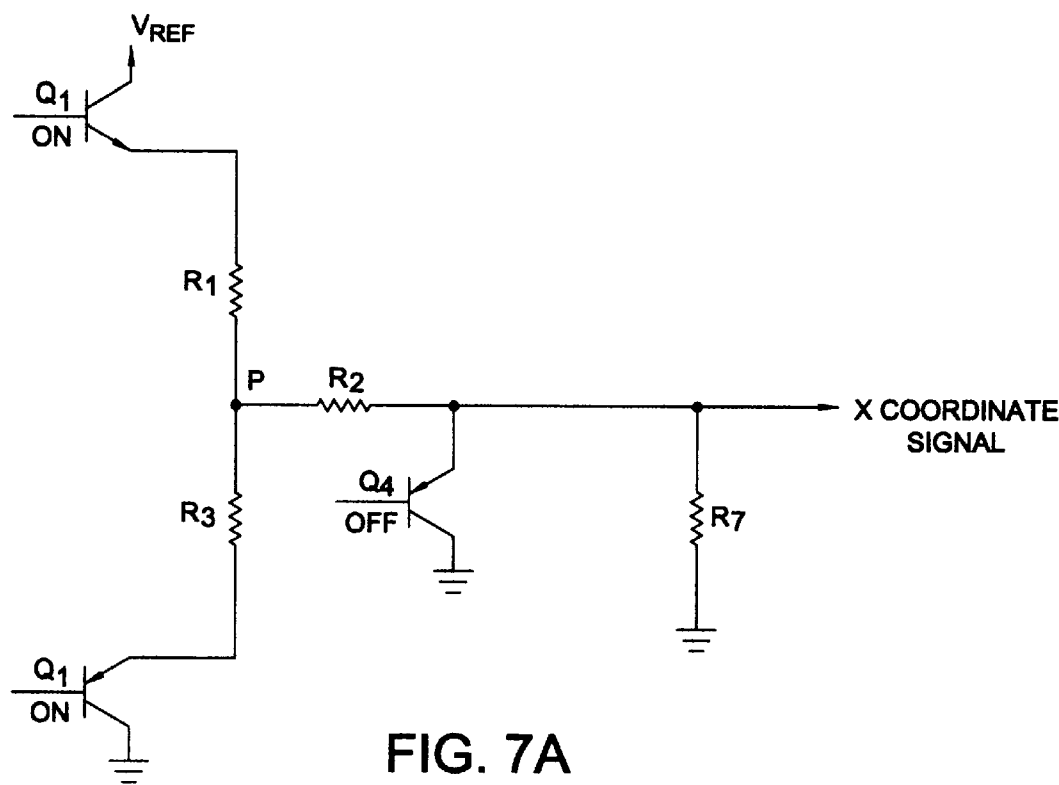 VREF
Q1
ON
R1
P
R2
X COORDINATE
SIGNAL
Q4
OFF
R3
R7
Q1
ON
FIG. 7A